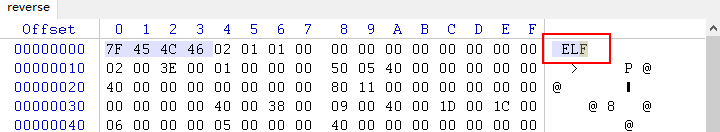 reverse
Offset 0 1 2 3 4 5 6 7 8 9 A B C D E F
00000000 7F 45 4C 46 02 01 01 00 00 00 00 00 00 00 00 00 ELF
00000010 02 00 3E 00 01 00 00 00 50 05 40 00 00 00 00 00 > P @
00000020 40 00 00 00 00 00 00 00 80 11 00 00 00 00 00 00 @
00000030 00 00 00 00 40 00 38 00 09 00 40 00 1D 00 1C 00 @ 8 @
00000040 06 00 00 00 05 00 00 00 40 00 00 00 00 00 00 00 @